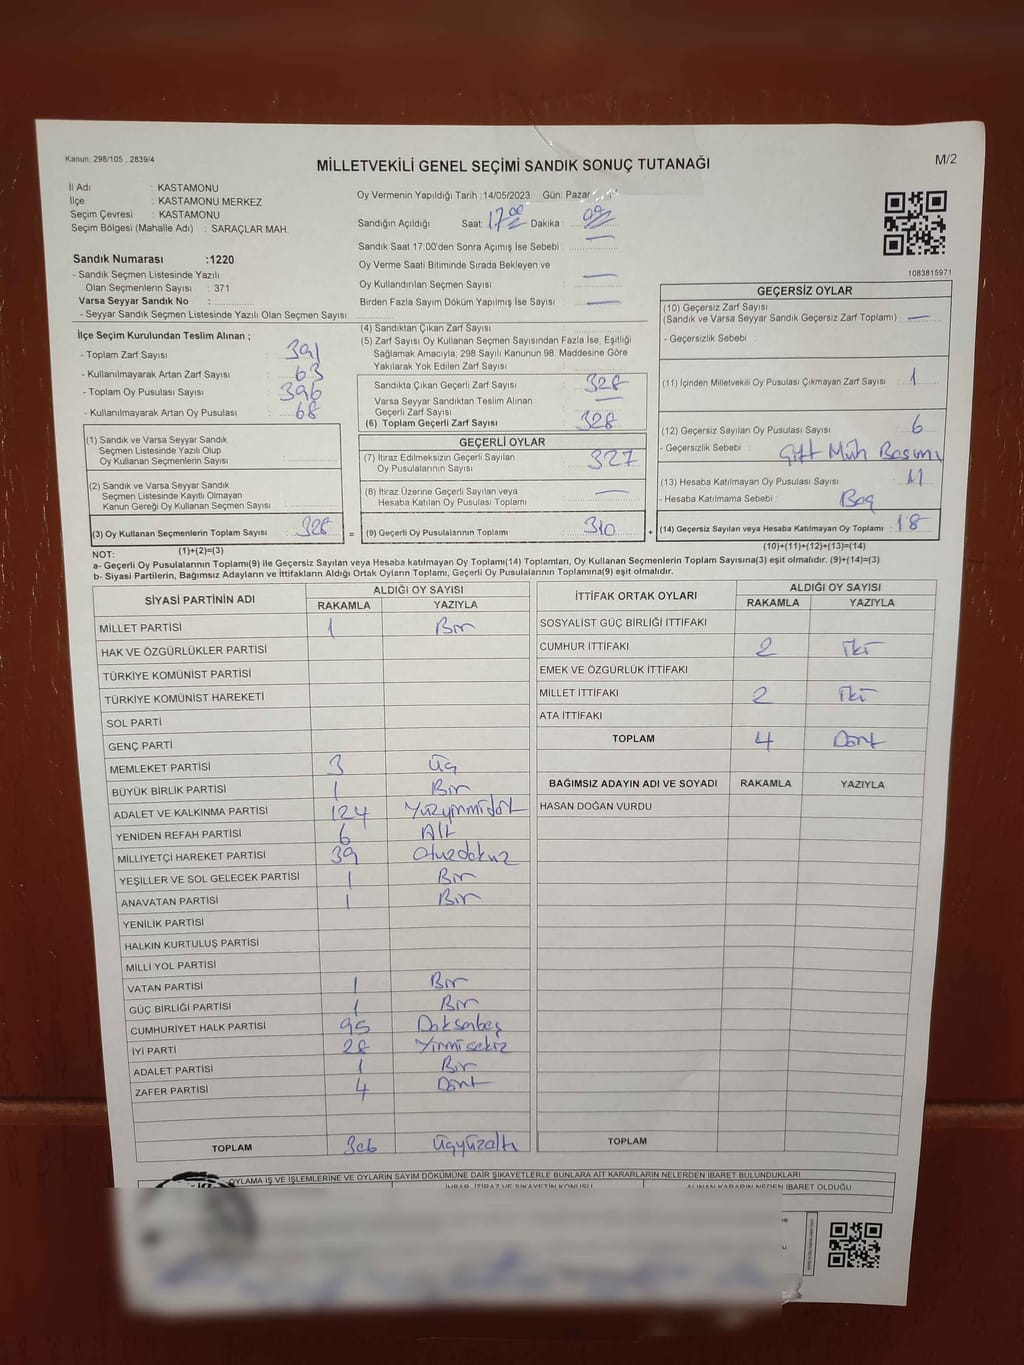 Kanun; 298/105 , 2839/4
MİLLETVEKİLİ GENEL SEÇİMİ SANDIK SONUÇ TUTANAĞI
M/2
İl Adı : KASTAMONU
İlçe : KASTAMONU MERKEZ
Seçim Çevresi : KASTAMONU
Seçim Bölgesi (Mahalle Adı) : SARAÇLAR MAH.
Sandık Numarası :1220
- Sandık Seçmen Listesinde Yazılı
Olan Seçmenlerin Sayısı : 371
Varsa Seyyar Sandık No :
- Seyyar Sandık Seçmen Listesinde Yazılı Olan Seçmen Sayısı:
İlçe Seçim Kurulundan Teslim Alınan ;
- Toplam Zarf Sayısı : 391
- Kullanılmayarak Artan Zarf Sayısı : 63
- Toplam Oy Pusulası Sayısı : 396
- Kullanılmayarak Artan Oy Pusulası : 68
Oy Vermenin Yapıldığı Tarih :14/05/2023 Gün: Pazar
Sandığın Açıldığı Saat: 17.00 Dakika :
Sandık Saat 17:00'den Sonra Açımış İse Sebebi : —
Oy Verme Saati Bitiminde Sırada Bekleyen ve
Oy Kullandırılan Seçmen Sayısı : —
Birden Fazla Sayım Döküm Yapılmış İse Sayısı : —
(4) Sandıktan Çıkan Zarf Sayısı :
(5) Zarf Sayısı Oy Kullanan Seçmen Sayısından Fazla İse, Eşitliği
Sağlamak Amacıyla; 298 Sayılı Kanunun 98. Maddesine Göre
Yakılarak Yok Edilen Zarf Sayısı :
Sandıkta Çıkan Geçerli Zarf Sayısı : 328
Varsa Seyyar Sandıktan Teslim Alınan
Geçerli Zarf Sayısı : —
(6) Toplam Geçerli Zarf Sayısı : 328
1083815971
GEÇERSİZ OYLAR
(10) Geçersiz Zarf Sayısı
(Sandık ve Varsa Seyyar Sandık Geçersiz Zarf Toplamı) : —
- Geçersizlik Sebebi :
(11) İçinden Milletvekili Oy Pusulası Çıkmayan Zarf Sayısı : 1
(12) Geçersiz Sayılan Oy Pusulası Sayısı : 6
- Geçersizlik Sebebi : Çift Müh Basımı
(13) Hesaba Katılmayan Oy Pusulası Sayısı : 11
- Hesaba Katılmama Sebebi : Boş
(14) Geçersiz Sayılan veya Hesaba Katılmayan Oy Toplamı : 18
(10)+(11)+(12)+(13)=(14)
(1) Sandık ve Varsa Seyyar Sandık
Seçmen Listesinde Yazılı Olup
Oy Kullanan Seçmenlerin Sayısı :
(2) Sandık ve Varsa Seyyar Sandık
Seçmen Listesinde Kayıtlı Olmayan
Kanun Gereği Oy Kullanan Seçmen Sayısı :
(3) Oy Kullanan Seçmenlerin Toplam Sayısı : 328 =
(1)+(2)=(3)
GEÇERLİ OYLAR
(7) İtiraz Edilmeksizin Geçerli Sayılan
Oy Pusulalarının Sayısı : 327
(8) İtiraz Üzerine Geçerli Sayılan veya
Hesaba Katılan Oy Pusulası Toplamı : —
(9) Geçerli Oy Pusulalarının Toplamı : 310 +
NOT:
a- Geçerli Oy Pusulalarının Toplamı(9) ile Geçersiz Sayılan veya Hesaba katılmayan Oy Toplamı(14) Toplamları, Oy Kullanan Seçmenlerin Toplam Sayısına(3) eşit olmalıdır. (9)+(14)=(3)
b- Siyasi Partilerin, Bağımsız Adayların ve İttifakların Aldığı Ortak Oyların Toplamı, Geçerli Oy Pusulalarının Toplamına(9) eşit olmalıdır.
SİYASİ PARTİNİN ADI ALDIĞI OY SAYISI
RAKAMLA YAZIYLA
MİLLET PARTİSİ 1 Bir
HAK VE ÖZGÜRLÜKLER PARTİSİ
TÜRKİYE KOMÜNİST PARTİSİ
TÜRKİYE KOMÜNİST HAREKETİ
SOL PARTİ
GENÇ PARTİ
MEMLEKET PARTİSİ 3 Üç
BÜYÜK BİRLİK PARTİSİ 1 Bir
ADALET VE KALKINMA PARTİSİ 124 Yüzyirmidört
YENİDEN REFAH PARTİSİ 6 Altı
MİLLİYETÇİ HAREKET PARTİSİ 39 Otuzdokuz
YEŞİLLER VE SOL GELECEK PARTİSİ 1 Bir
ANAVATAN PARTİSİ 1 Bir
YENİLİK PARTİSİ
HALKIN KURTULUŞ PARTİSİ
MİLLİ YOL PARTİSİ
VATAN PARTİSİ 1 Bir
GÜÇ BİRLİĞİ PARTİSİ 1 Bir
CUMHURİYET HALK PARTİSİ 95 Doksanbeş
İYİ PARTİ 28 Yirmisekiz
ADALET PARTİSİ 1 Bir
ZAFER PARTİSİ 4 Dört
TOPLAM 306 Üçyüzaltı
İTTİFAK ORTAK OYLARI ALDIĞI OY SAYISI
RAKAMLA YAZIYLA
SOSYALİST GÜÇ BİRLİĞİ İTTİFAKI
CUMHUR İTTİFAKI 2 İki
EMEK VE ÖZGÜRLÜK İTTİFAKI
MİLLET İTTİFAKI 2 İki
ATA İTTİFAKI
TOPLAM 4 Dört
BAĞIMSIZ ADAYIN ADI VE SOYADI RAKAMLA YAZIYLA
HASAN DOĞAN VURDU
TOPLAM
OYLAMA İŞ VE İŞLEMLERİNE VE OYLARIN SAYIM DÖKÜMÜNE DAİR ŞİKAYETLERLE BUNLARA AİT KARARLARIN NELERDEN İBARET BULUNDUKLARI
İHBAR, İTİRAZ VE ŞİKAYETİN KONUSU ALINAN KARARIN NEDEN İBARET OLDUĞU